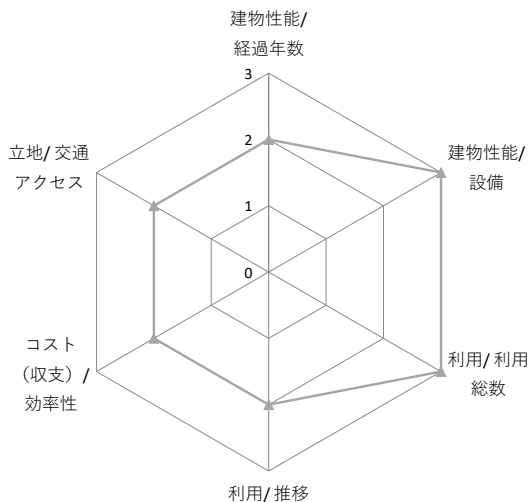 建物性能/
経過年数
3
立地/ 交通
アクセス
2
建物性能/
設備
1
0
コスト
（収支）/
効率性
利用/ 利用
総数
利用/ 推移